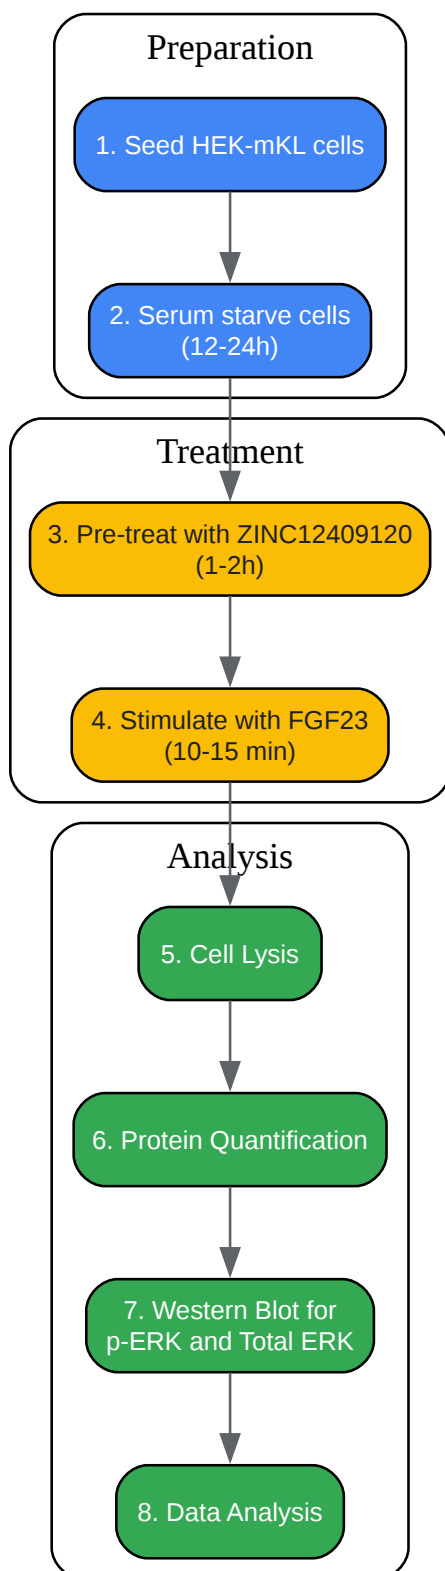 Preparation
1. Seed HEK-mKL cells
2. Serum starve cells
(12-24h)
Treatment
3. Pre-treat with ZINC12409120
(1-2h)
4. Stimulate with FGF23
(10-15 min)
Analysis
5. Cell Lysis
6. Protein Quantification
7. Western Blot for
p-ERK and Total ERK
8. Data Analysis